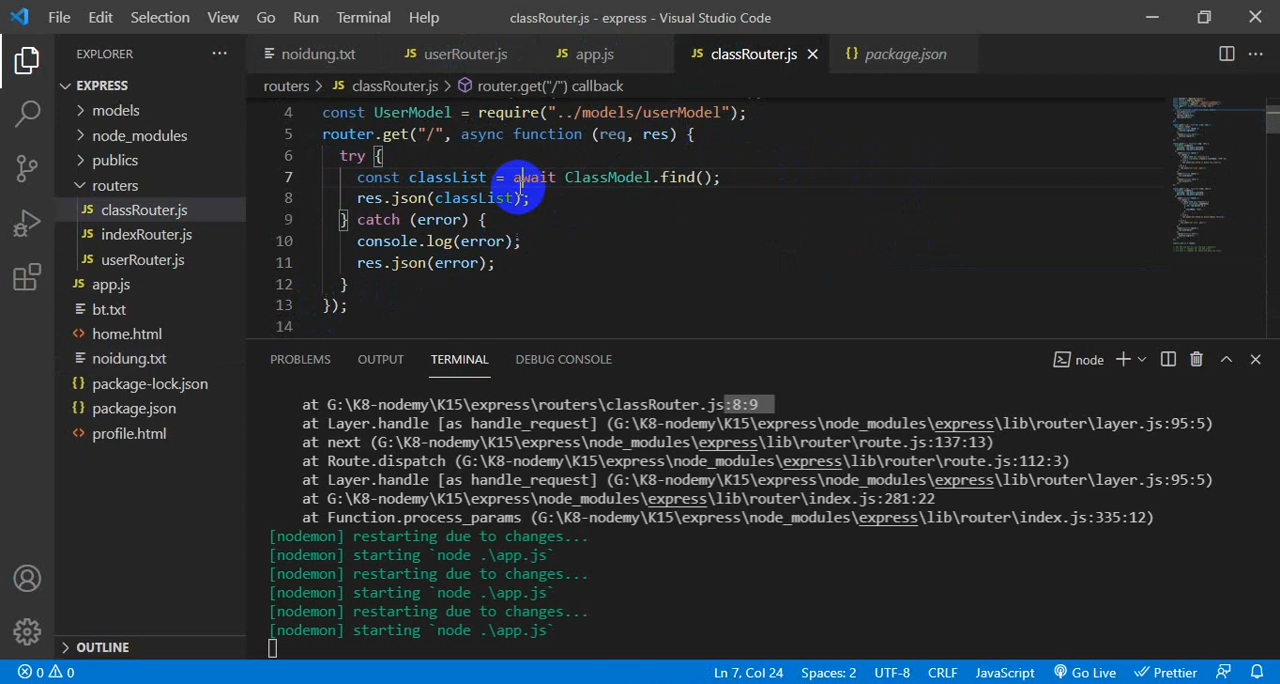 File Edit Selection View Go Run Terminal Help classRouter.js - express - Visual Studio Code
EXPLORER ···
EXPRESS
models
node_modules
publics
routers
JS classRouter.js
JS indexRouter.js
JS userRouter.js
JS app.js
bt.txt
<> home.html
noidung.txt
{} package-lock.json
{} package.json
<> profile.html
OUTLINE
noidung.txt JS userRouter.js JS app.js JS classRouter.js {} package.json
routers > JS classRouter.js > router.get("/") callback
4 const UserModel = require("../models/userModel");
5 router.get("/", async function (req, res) {
6 try {
7 const classList = await ClassModel.find();
8 res.json(classList);
9 } catch (error) {
10 console.log(error);
11 res.json(error);
12 }
13 });
14
PROBLEMS OUTPUT TERMINAL DEBUG CONSOLE node
at G:\K8-nodemy\K15\express\routers\classRouter.js:8:9
at Layer.handle [as handle_request] (G:\K8-nodemy\K15\express\node_modules\express\lib\router\layer.js:95:5)
at next (G:\K8-nodemy\K15\express\node_modules\express\lib\router\route.js:137:13)
at Route.dispatch (G:\K8-nodemy\K15\express\node_modules\express\lib\router\route.js:112:3)
at Layer.handle [as handle_request] (G:\K8-nodemy\K15\express\node_modules\express\lib\router\layer.js:95:5)
at G:\K8-nodemy\K15\express\node_modules\express\lib\router\index.js:281:22
at Function.process_params (G:\K8-nodemy\K15\express\node_modules\express\lib\router\index.js:335:12)
[nodemon] restarting due to changes...
[nodemon] starting `node .\app.js`
[nodemon] restarting due to changes...
[nodemon] starting `node .\app.js`
[nodemon] restarting due to changes...
[nodemon] starting `node .\app.js`
0 0 Ln 7, Col 24 Spaces: 2 UTF-8 CRLF JavaScript Go Live Prettier